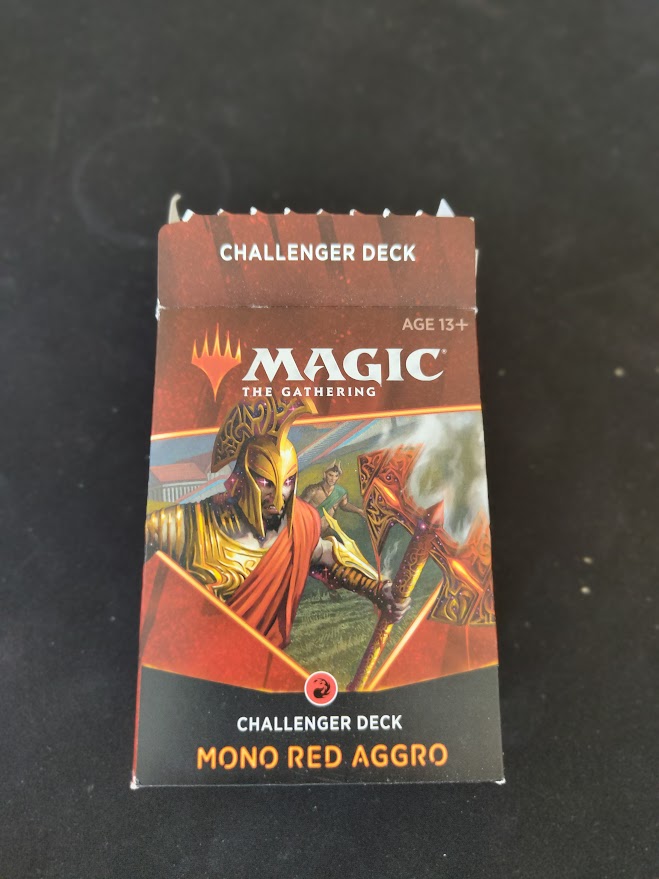 CHALLENGER DECK
AGE 13+
MAGIC
THE GATHERING
CHALLENGER DECK
MONO RED AGGRO